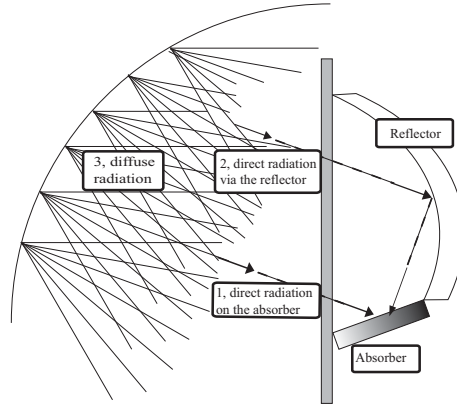 Reflector
3, diffuse
radiation
2, direct radiation
via the reflector
1, direct radiation
on the absorber
Absorber